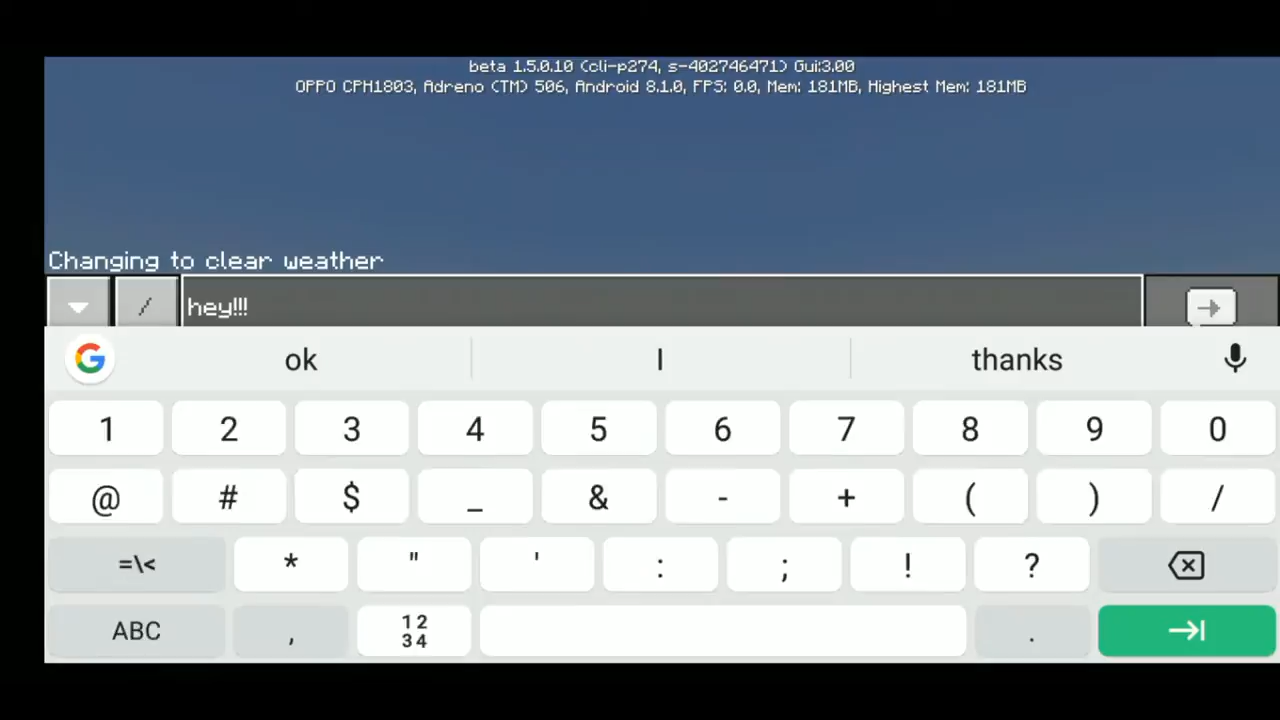 beta 1.5.0.10 (cli-p274, s-402746471) Gui:3.00
OPPO CPH1803, Adreno (TM) 506, Android 8.1.0, FPS: 0.0, Mem: 181MB, Highest Mem: 181MB
Changing to clear weather
/ hey!!!
G ok I thanks
1 2 3 4 5 6 7 8 9 0
@ # $ _ & - + ( ) /
=\< * " ' : ; ! ?
ABC , 12 34 .